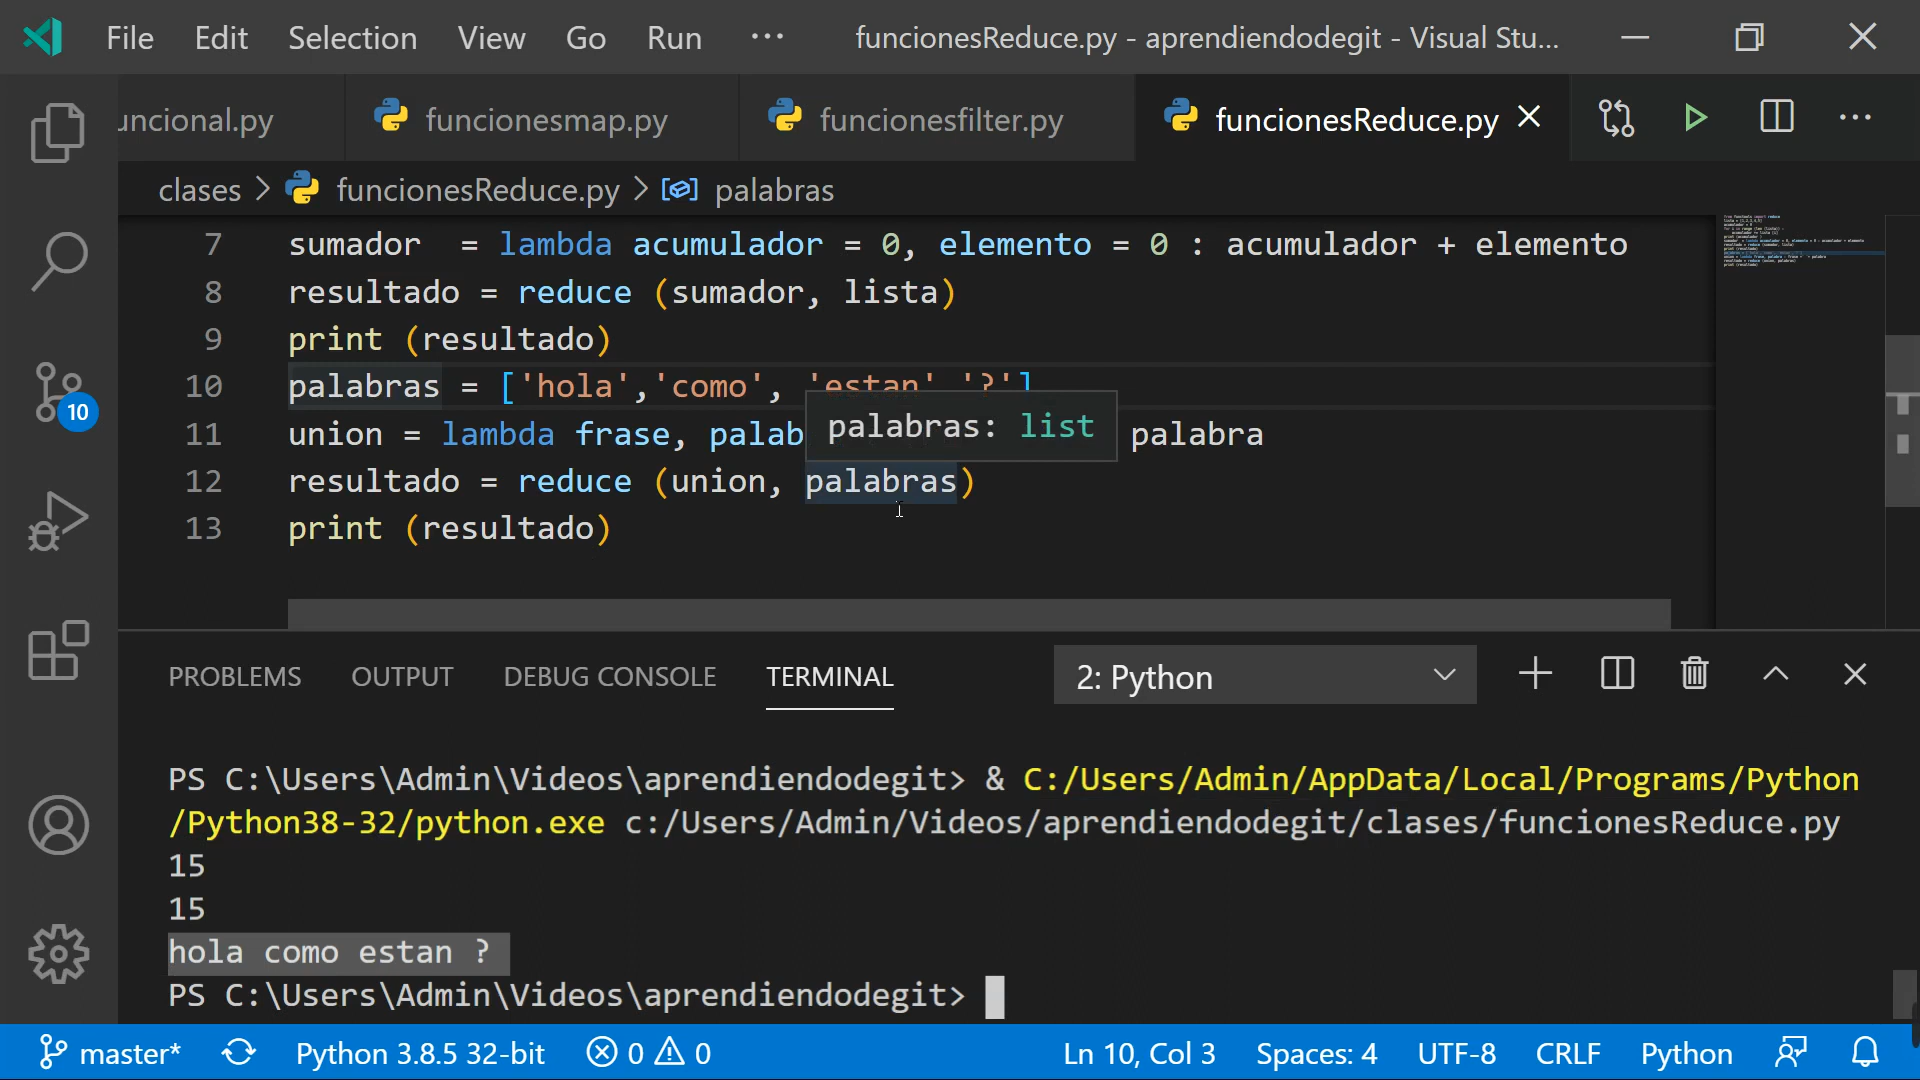 File Edit Selection View Go Run ··· funcionesReduce.py - aprendiendodegit - Visual Stu...
uncional.py funcionesmap.py funcionesfilter.py funcionesReduce.py
clases > funcionesReduce.py > palabras
7 sumador = lambda acumulador = 0, elemento = 0 : acumulador + elemento
8 resultado = reduce (sumador, lista)
9 print (resultado)
10 palabras = ['hola','como', 'estan','?']
palabras: list
11 union = lambda frase, palab palabra
12 resultado = reduce (union, palabras)
13 print (resultado)
PROBLEMS OUTPUT DEBUG CONSOLE TERMINAL 2: Python
PS C:\Users\Admin\Videos\aprendiendodegit> & C:/Users/Admin/AppData/Local/Programs/Python
/Python38-32/python.exe c:/Users/Admin/Videos/aprendiendodegit/clases/funcionesReduce.py
15
15
hola como estan ?
PS C:\Users\Admin\Videos\aprendiendodegit>
10
master* Python 3.8.5 32-bit 0 0 Ln 10, Col 3 Spaces: 4 UTF-8 CRLF Python